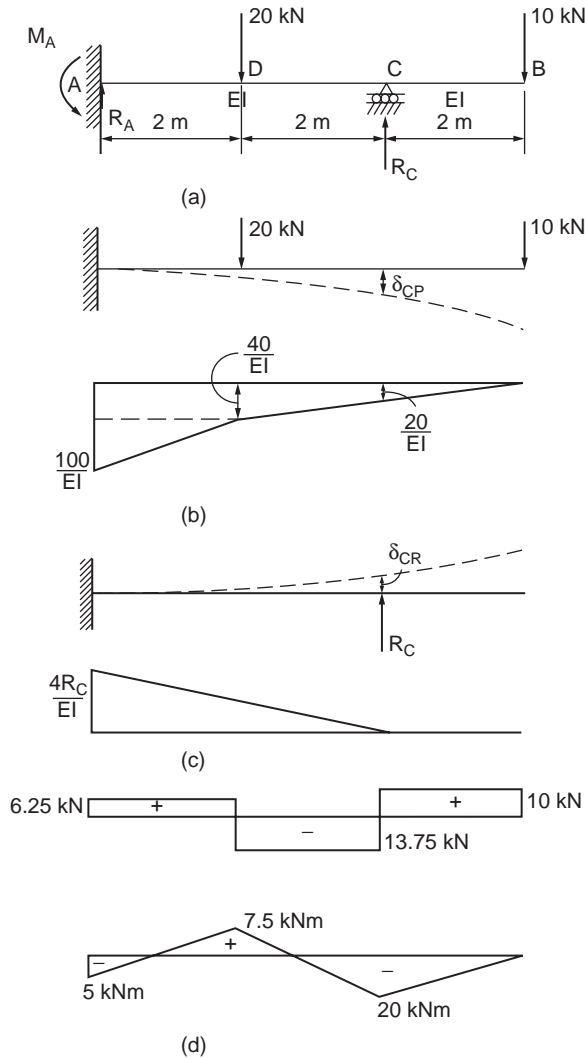 20 kN 10 kN
M_A
A D C B
R_A EI EI
2 m 2 m 2 m
R_C
(a)
20 kN 10 kN
δ_CP
40/EI
20/EI
100/EI
(b)
δ_CR
R_C
4R_C/EI
(c)
6.25 kN + − + 10 kN
13.75 kN
7.5 kNm
− + −
5 kNm 20 kNm
(d)